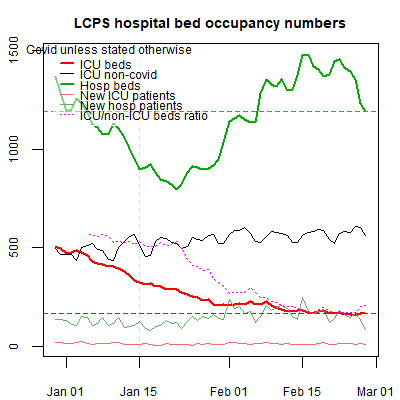 LCPS hospital bed occupancy numbers
Covid unless stated otherwise
ICU beds
ICU non-covid
Hosp beds
New ICU patients
New hosp patients
ICU/non-ICU beds ratio
1500
1000
500
0
Jan 01
Jan 15
Feb 01
Feb 15
Mar 01